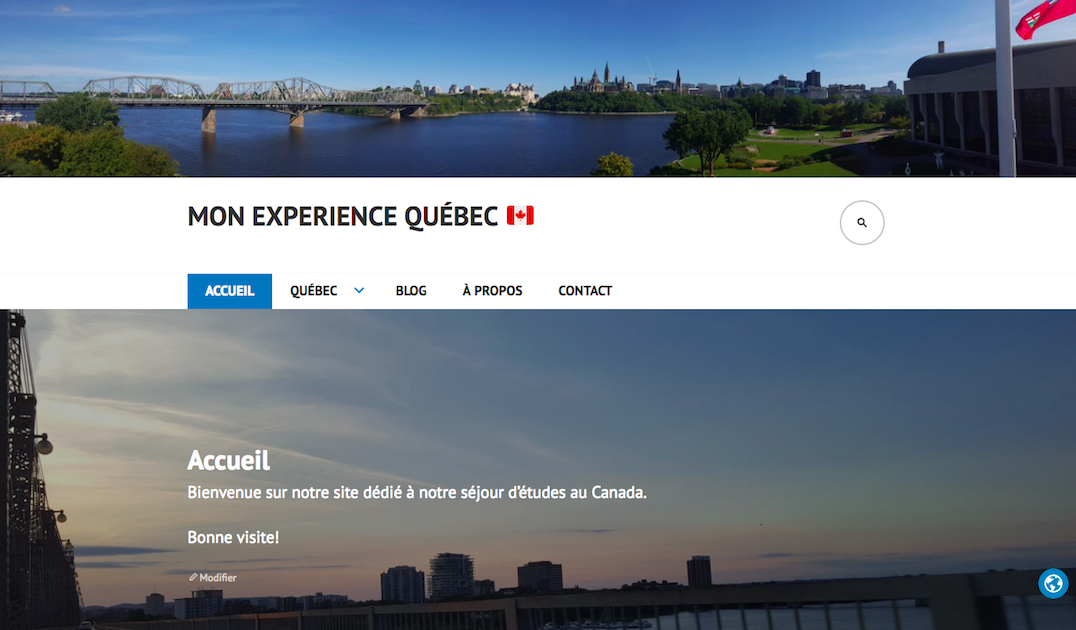 MON EXPERIENCE QUÉBEC 🇨🇦
ACCUEIL QUÉBEC BLOG À PROPOS CONTACT
Accueil
Bienvenue sur notre site dédié à notre séjour d'études au Canada.
Bonne visite!
Modifier